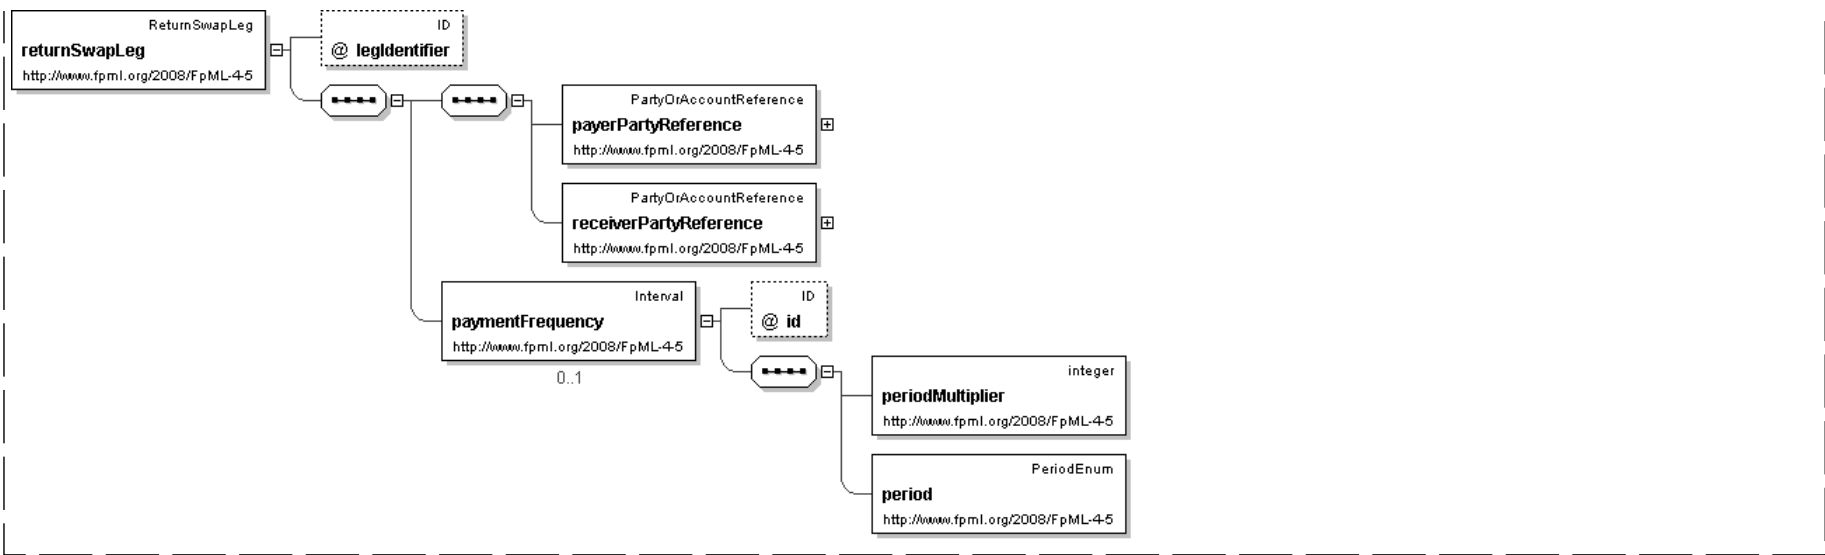 ReturnSwapLeg
returnSwapLeg
http://www.fpml.org/2008/FpML-4-5
ID
@ legIdentifier
PartyOrAccountReference
payerPartyReference
http://www.fpml.org/2008/FpML-4-5
PartyOrAccountReference
receiverPartyReference
http://www.fpml.org/2008/FpML-4-5
Interval
paymentFrequency
http://www.fpml.org/2008/FpML-4-5
0..1
ID
@ id
integer
periodMultiplier
http://www.fpml.org/2008/FpML-4-5
PeriodEnum
period
http://www.fpml.org/2008/FpML-4-5